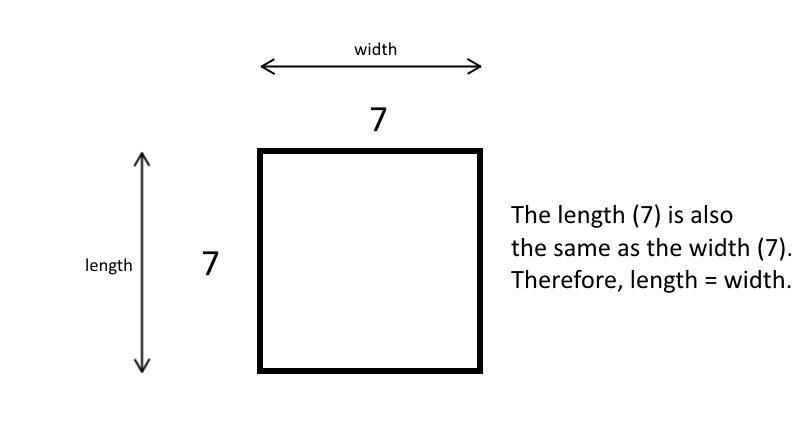 width
7
length
7
The length (7) is also
the same as the width (7).
Therefore, length = width.